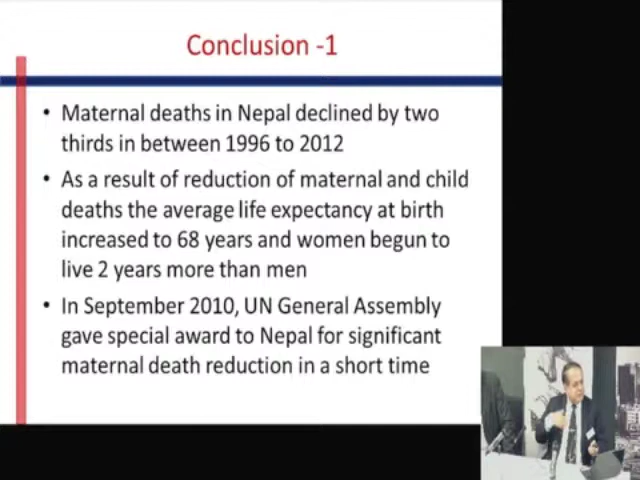 Conclusion -1
• Maternal deaths in Nepal declined by two
thirds in between 1996 to 2012
• As a result of reduction of maternal and child
deaths the average life expectancy at birth
increased to 68 years and women begun to
live 2 years more than men
• In September 2010, UN General Assembly
gave special award to Nepal for significant
maternal death reduction in a short time